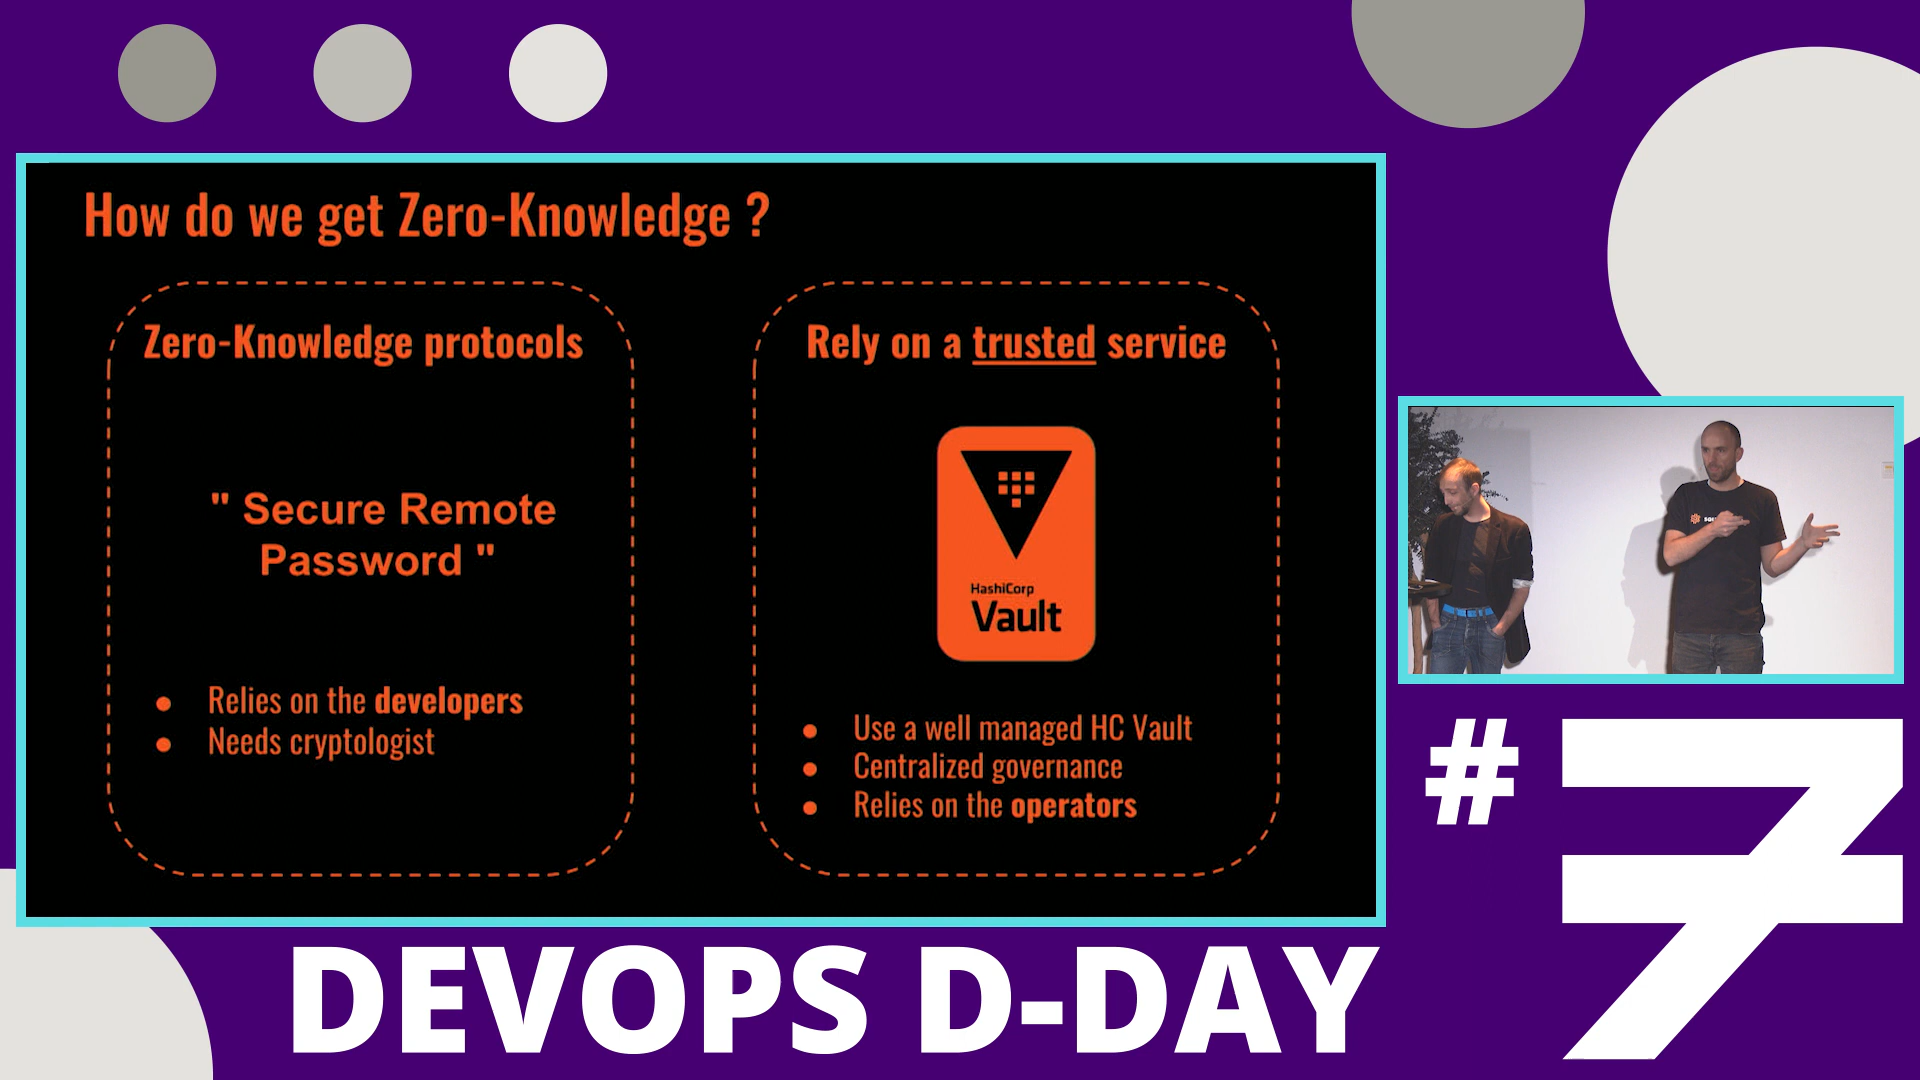 How do we get Zero-Knowledge ?
Zero-Knowledge protocols
" Secure Remote
Password "
● Relies on the developers
● Needs cryptologist
Rely on a trusted service
HashiCorp
Vault
● Use a well managed HC Vault
● Centralized governance
● Relies on the operators
#7
DEVOPS D-DAY